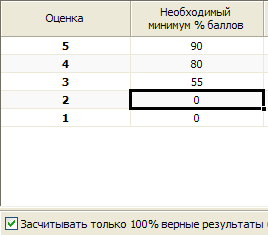 Оценка Необходимый
минимум % баллов
5 90
4 80
3 55
2 0
1 0
Засчитывать только 100% верные результаты